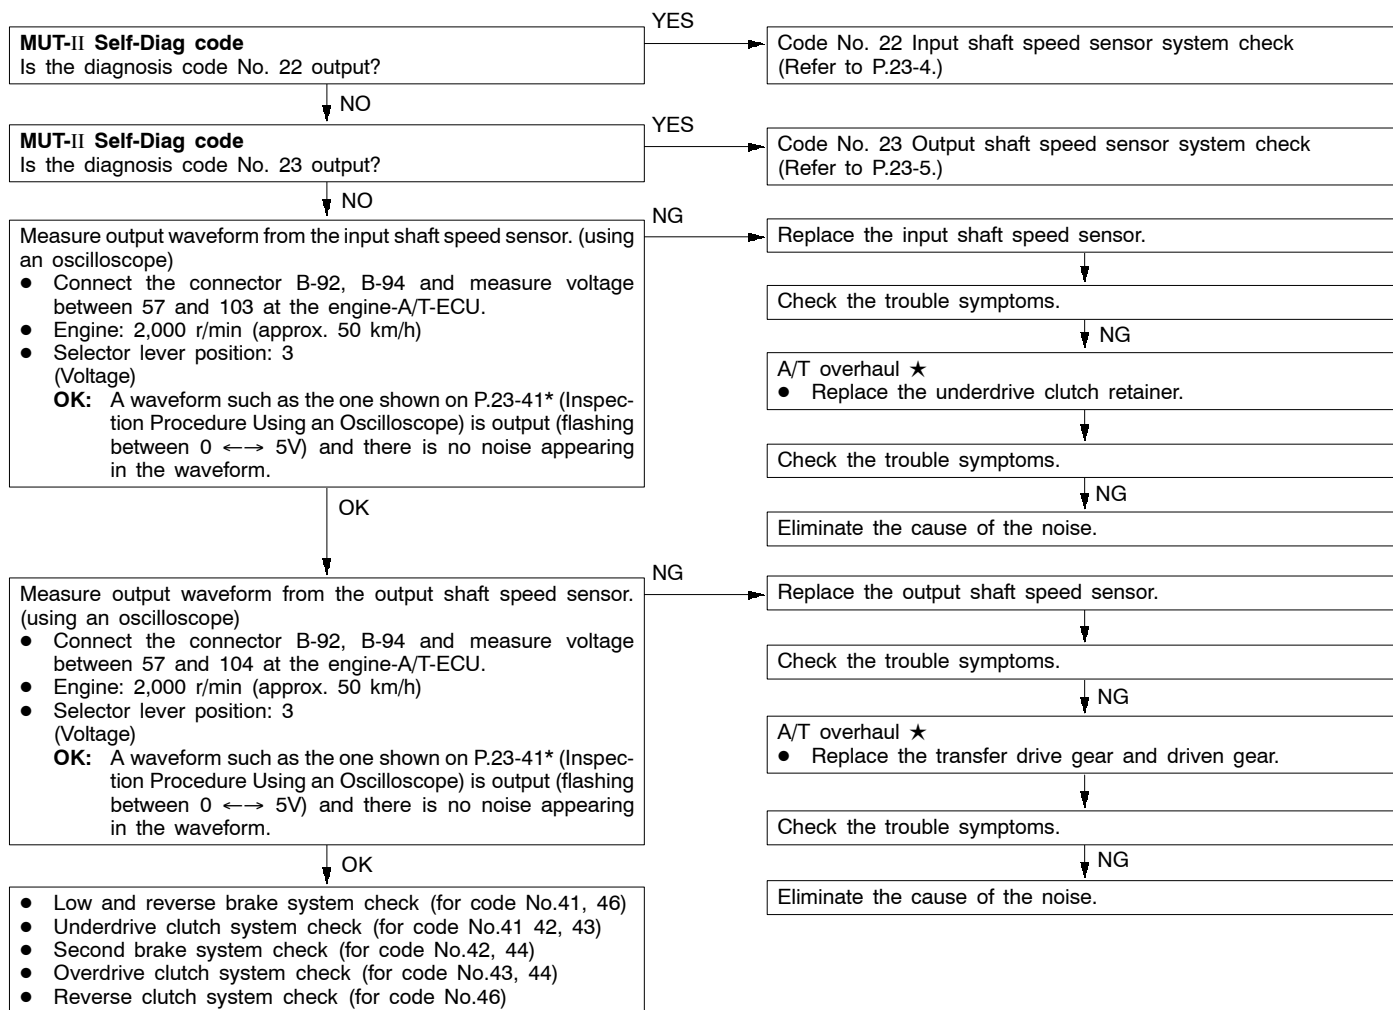 YES
MUT-II Self-Diag code
Is the diagnosis code No. 22 output?
Code No. 22 Input shaft speed sensor system check
(Refer to P.23-4.)
NO
YES
MUT-II Self-Diag code
Is the diagnosis code No. 23 output?
Code No. 23 Output shaft speed sensor system check
(Refer to P.23-5.)
NO
NG
Measure output waveform from the input shaft speed sensor. (using
an oscilloscope)
● Connect the connector B-92, B-94 and measure voltage
between 57 and 103 at the engine-A/T-ECU.
● Engine: 2,000 r/min (approx. 50 km/h)
● Selector lever position: 3
(Voltage)
OK: A waveform such as the one shown on P.23-41* (Inspec-
tion Procedure Using an Oscilloscope) is output (flashing
between 0 ←→ 5V) and there is no noise appearing
in the waveform.
Replace the input shaft speed sensor.
Check the trouble symptoms.
NG
A/T overhaul ★
● Replace the underdrive clutch retainer.
Check the trouble symptoms.
NG
Eliminate the cause of the noise.
OK
NG
Measure output waveform from the output shaft speed sensor.
(using an oscilloscope)
● Connect the connector B-92, B-94 and measure voltage
between 57 and 104 at the engine-A/T-ECU.
● Engine: 2,000 r/min (approx. 50 km/h)
● Selector lever position: 3
(Voltage)
OK: A waveform such as the one shown on P.23-41* (Inspec-
tion Procedure Using an Oscilloscope) is output (flashing
between 0 ←→ 5V) and there is no noise appearing
in the waveform.
Replace the output shaft speed sensor.
Check the trouble symptoms.
NG
A/T overhaul ★
● Replace the transfer drive gear and driven gear.
Check the trouble symptoms.
NG
Eliminate the cause of the noise.
OK
● Low and reverse brake system check (for code No.41, 46)
● Underdrive clutch system check (for code No.41 42, 43)
● Second brake system check (for code No.42, 44)
● Overdrive clutch system check (for code No.43, 44)
● Reverse clutch system check (for code No.46)